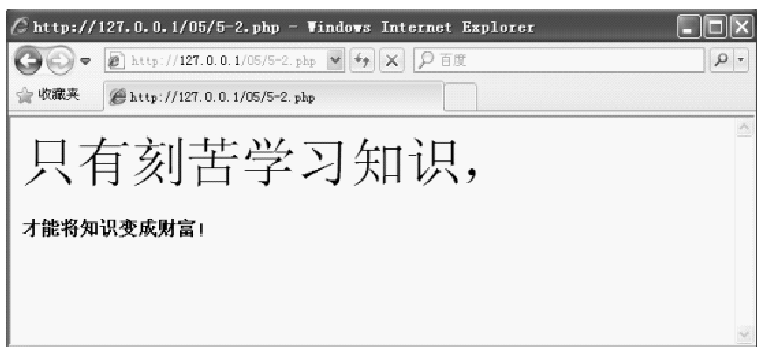 http://127.0.0.1/05/5-2.php - Windows Internet Explorer
http://127.0.0.1/05/5-2.php 百度
收藏夹 http://127.0.0.1/05/5-2.php
只有刻苦学习知识，
才能将知识变成财富！